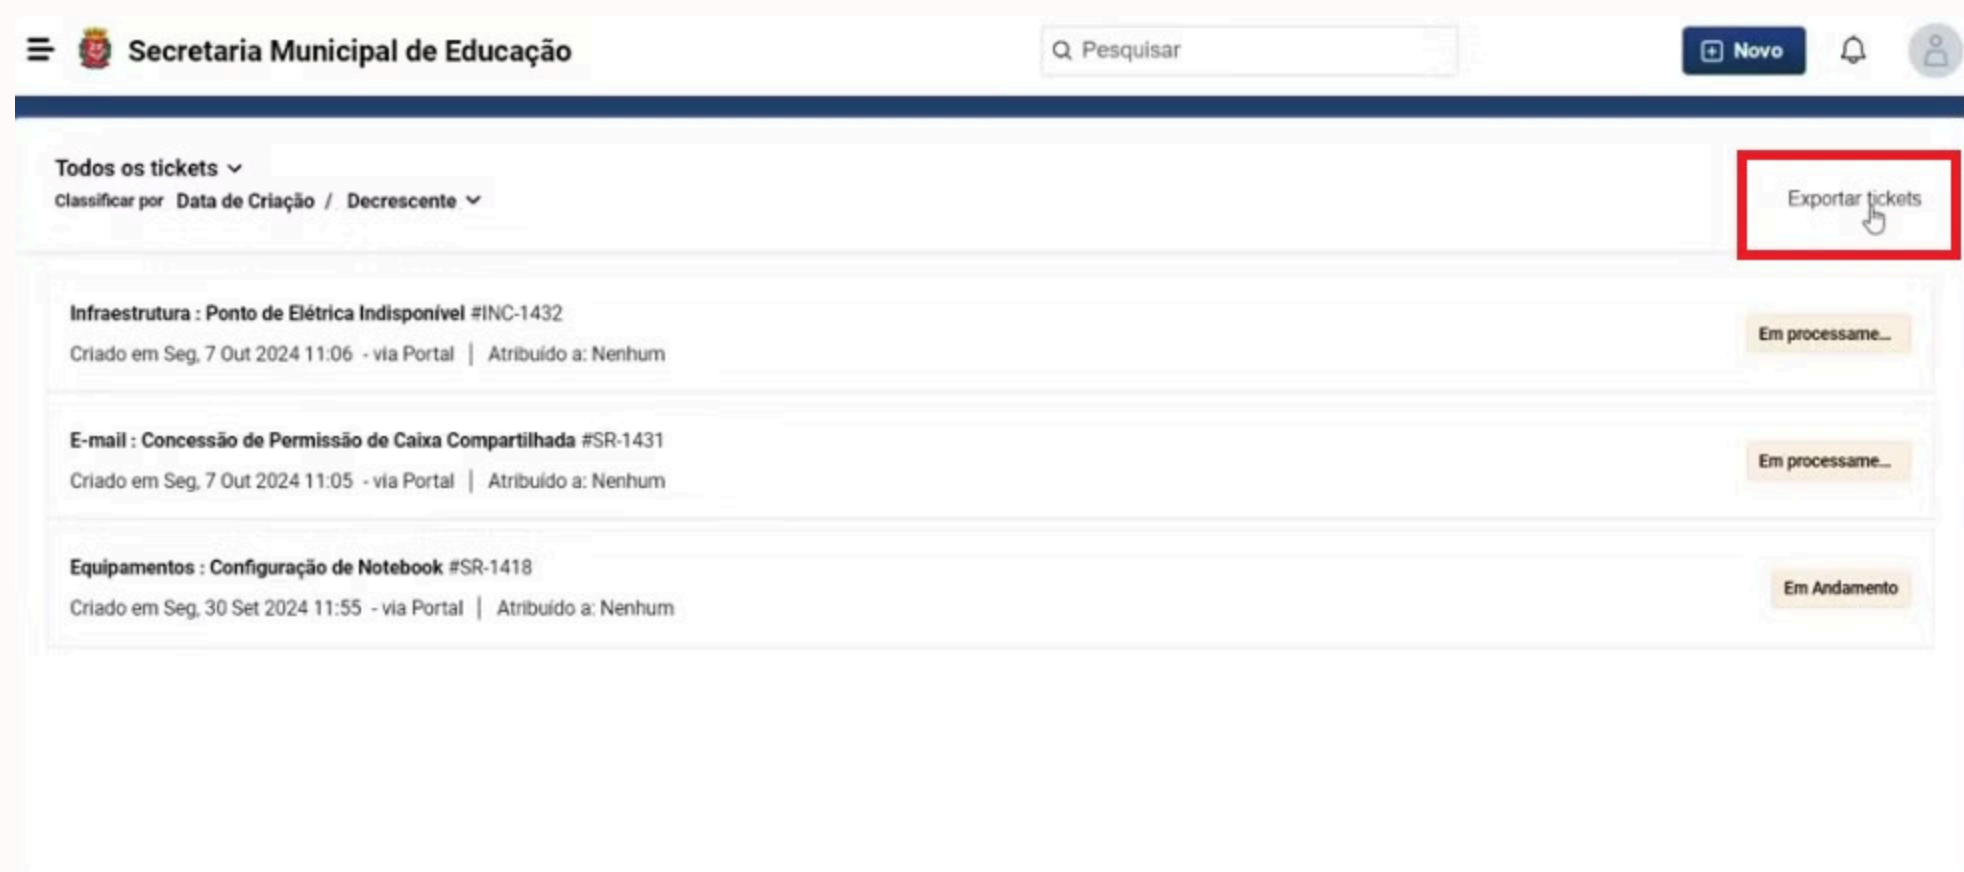 Secretaria Municipal de Educação
Pesquisar
Novo
Todos os tickets
Classificar por Data de Criação / Decrescente
Exportar tickets
Infraestrutura : Ponto de Elétrica Indisponível #INC-1432
Criado em Seg, 7 Out 2024 11:06 - via Portal | Atribuído a: Nenhum
Em processame...
E-mail : Concessão de Permissão de Caixa Compartilhada #SR-1431
Criado em Seg, 7 Out 2024 11:05 - via Portal | Atribuído a: Nenhum
Em processame...
Equipamentos : Configuração de Notebook #SR-1418
Criado em Seg, 30 Set 2024 11:55 - via Portal | Atribuído a: Nenhum
Em Andamento